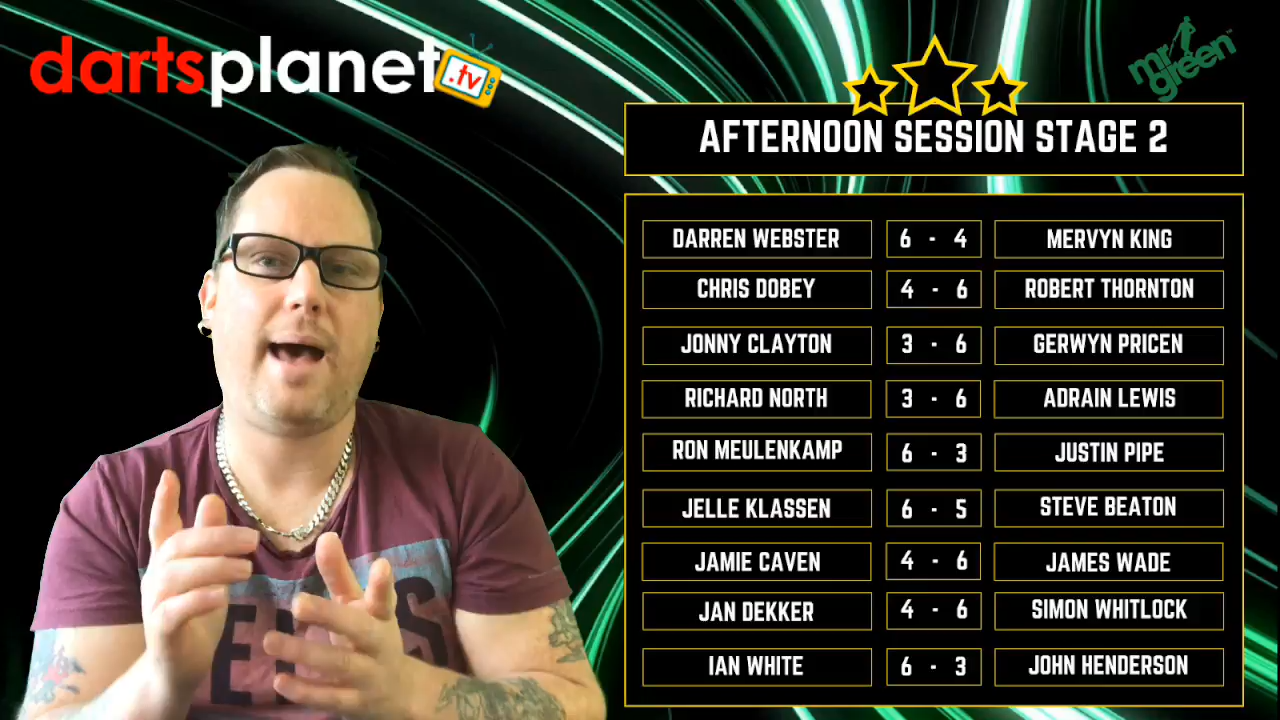 dartsplanet.tv
mr green
AFTERNOON SESSION STAGE 2
DARREN WEBSTER 6 - 4 MERVYN KING
CHRIS DOBEY 4 - 6 ROBERT THORNTON
JONNY CLAYTON 3 - 6 GERWYN PRICEN
RICHARD NORTH 3 - 6 ADRAIN LEWIS
RON MEULENKAMP 6 - 3 JUSTIN PIPE
JELLE KLASSEN 6 - 5 STEVE BEATON
JAMIE CAVEN 4 - 6 JAMES WADE
JAN DEKKER 4 - 6 SIMON WHITLOCK
IAN WHITE 6 - 3 JOHN HENDERSON